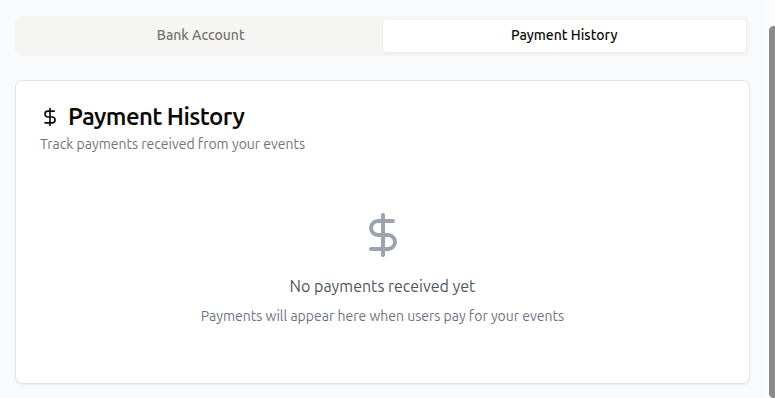 Bank Account
Payment History
$ Payment History
Track payments received from your events
$
No payments received yet
Payments will appear here when users pay for your events